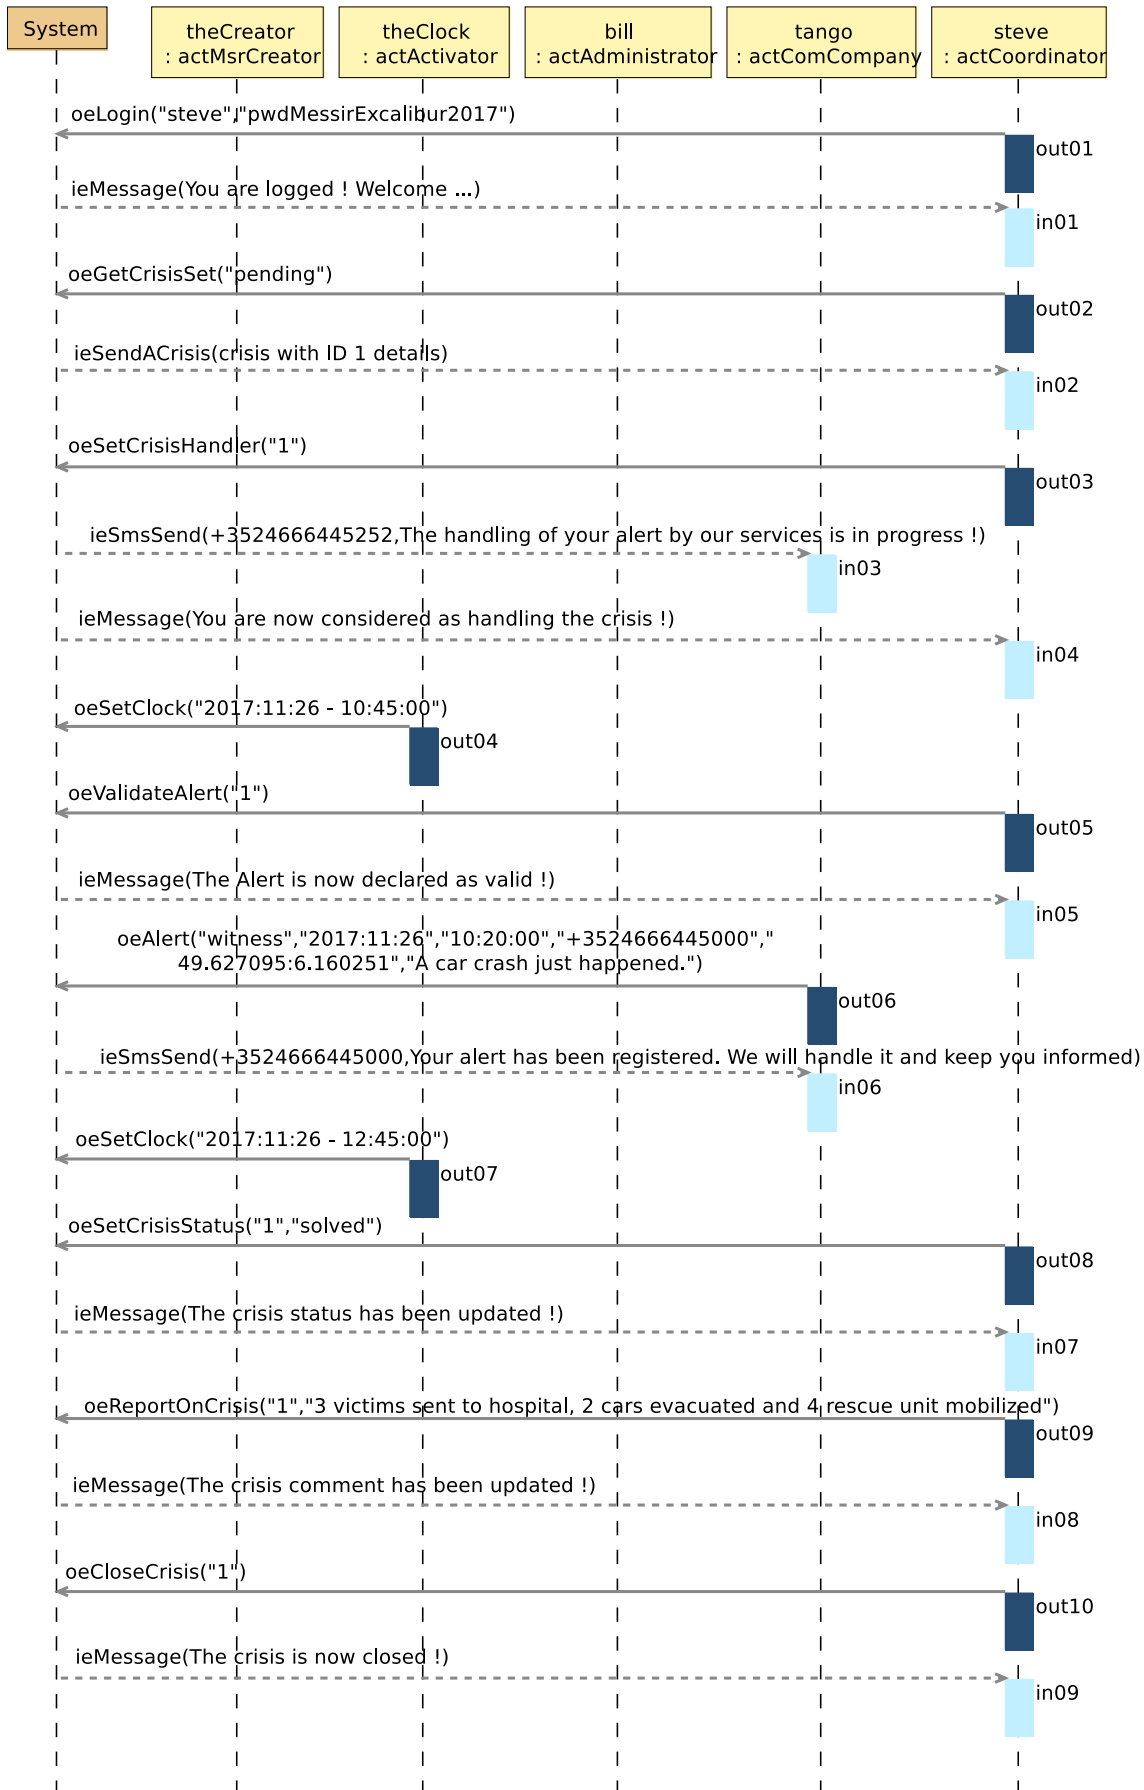 System
theCreator
: actMsrCreator
theClock
: actActivator
bill
: actAdministrator
tango
: actComCompany
steve
: actCoordinator
oeLogin("steve","pwdMessirExcalibur2017")
out01
ieMessage(You are logged ! Welcome ...)
in01
oeGetCrisisSet("pending")
out02
ieSendACrisis(crisis with ID 1 details)
in02
oeSetCrisisHandler("1")
out03
ieSmsSend(+3524666445252,The handling of your alert by our services is in progress !)
in03
ieMessage(You are now considered as handling the crisis !)
in04
oeSetClock("2017:11:26 - 10:45:00")
out04
oeValidateAlert("1")
out05
ieMessage(The Alert is now declared as valid !)
in05
oeAlert("witness","2017:11:26","10:20:00","+3524666445000","
49.627095:6.160251","A car crash just happened.")
out06
ieSmsSend(+3524666445000,Your alert has been registered. We will handle it and keep you informed)
in06
oeSetClock("2017:11:26 - 12:45:00")
out07
oeSetCrisisStatus("1","solved")
out08
ieMessage(The crisis status has been updated !)
in07
oeReportOnCrisis("1","3 victims sent to hospital, 2 cars evacuated and 4 rescue unit mobilized")
out09
ieMessage(The crisis comment has been updated !)
in08
oeCloseCrisis("1")
out10
ieMessage(The crisis is now closed !)
in09